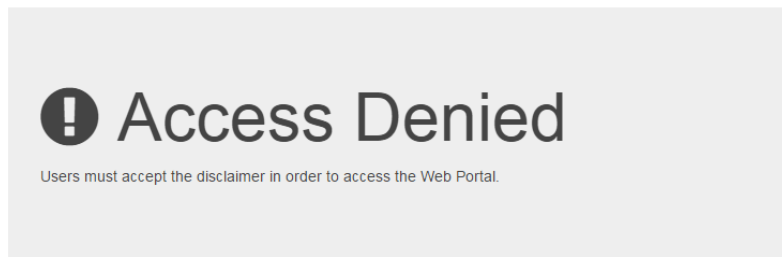 Access Denied
Users must accept the disclaimer in order to access the Web Portal.